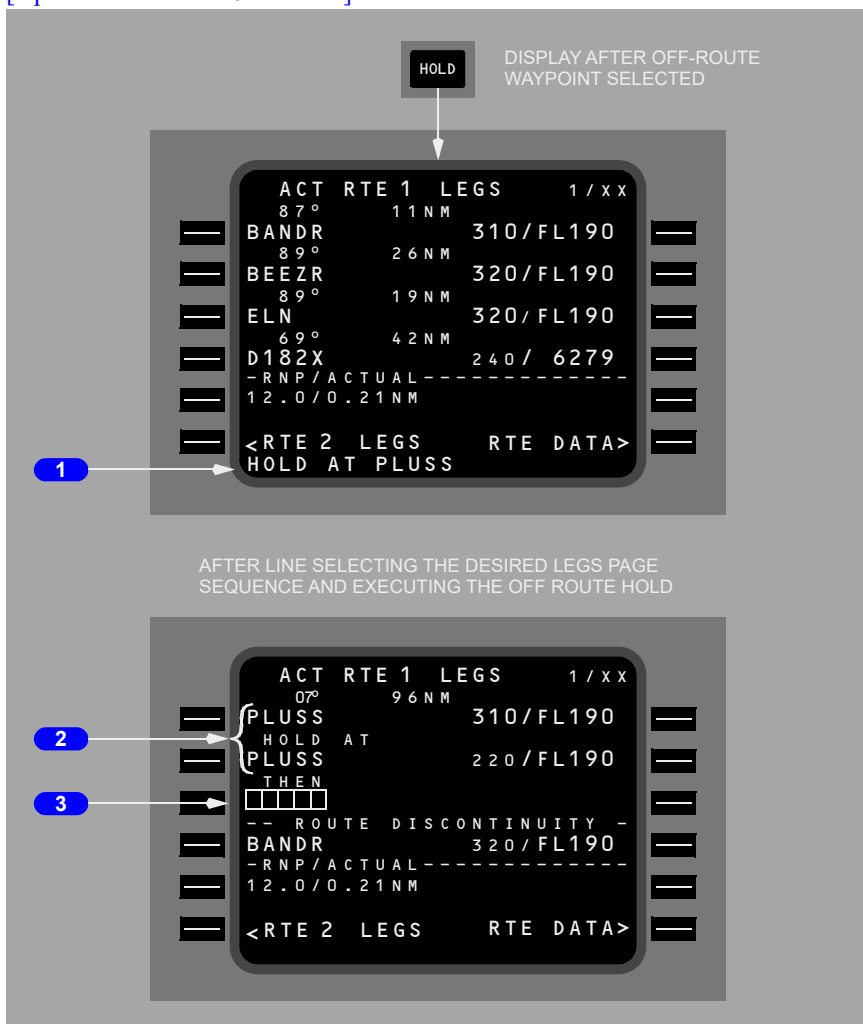 HOLD
DISPLAY AFTER OFF-ROUTE
WAYPOINT SELECTED
ACT RTE 1 LEGS 1/XX
87° 11NM
BANDR 310/FL190
89° 26NM
BEEZR 320/FL190
89° 19NM
ELN 320/FL190
69° 42NM
D182X 240/ 6279
-RNP/ACTUAL-------------
12.0/0.21NM
<RTE 2 LEGS RTE DATA>
1
HOLD AT PLUSS
AFTER LINE SELECTING THE DESIRED LEGS PAGE
SEQUENCE AND EXECUTING THE OFF ROUTE HOLD
ACT RTE 1 LEGS 1/XX
07° 96NM
PLUSS 310/FL190
2
HOLD AT
PLUSS 220/FL190
THEN
3
□□□□□
-- ROUTE DISCONTINUITY -
BANDR 320/FL190
-RNP/ACTUAL-------------
12.0/0.21NM
<RTE 2 LEGS RTE DATA>